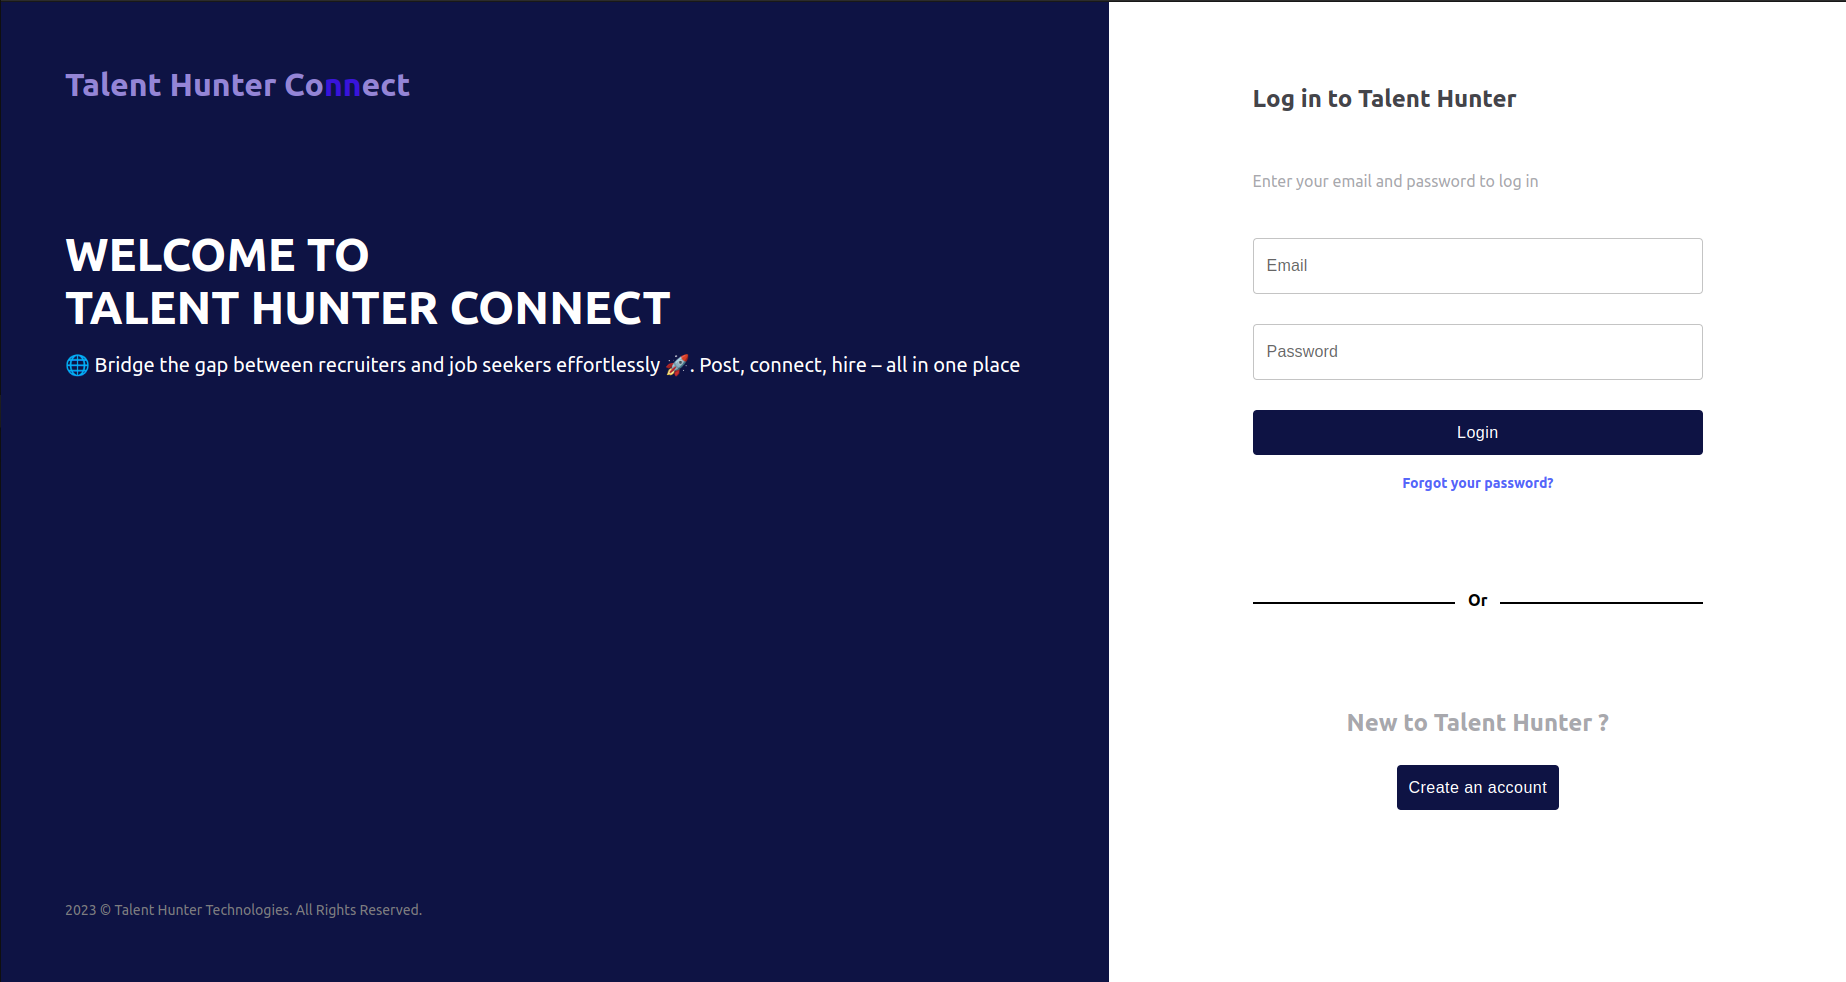 Talent Hunter Connect
WELCOME TO
TALENT HUNTER CONNECT
🌐 Bridge the gap between recruiters and job seekers effortlessly 🚀. Post, connect, hire – all in one place
2023 © Talent Hunter Technologies. All Rights Reserved.
Log in to Talent Hunter
Enter your email and password to log in
Email
Password
Login
Forgot your password?
Or
New to Talent Hunter ?
Create an account